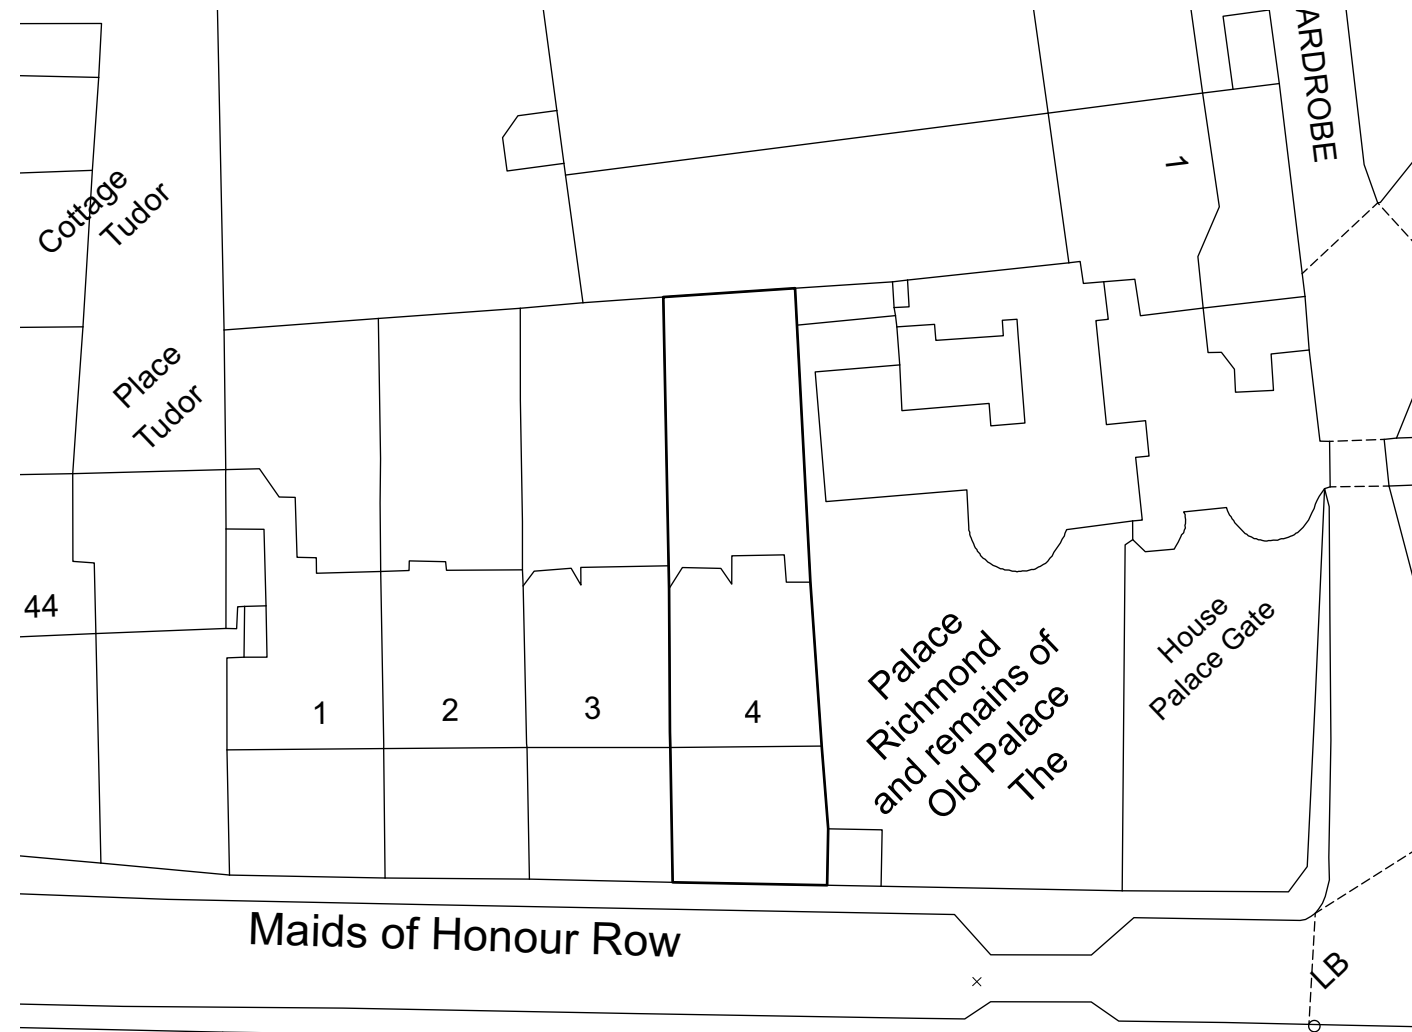 ARDROBE
1
Cottage
Tudor
Place
Tudor
44
1
2
3
4
Palace
Richmond
and remains of
Old Palace
The
House
Palace Gate
Maids of Honour Row
LB